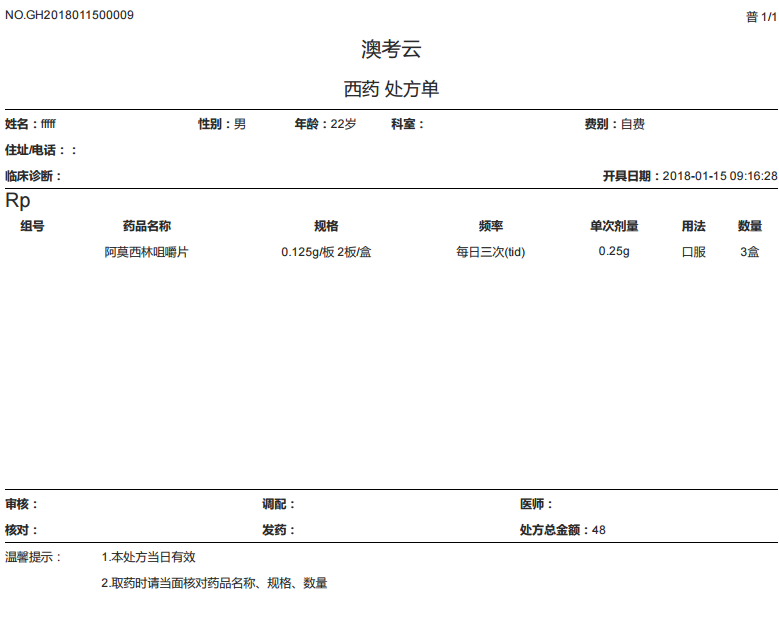 NO.GH2018011500009 普 1/1
澳考云
西药 处方单
姓名：fffff 性别：男 年龄：22岁 科室： 费别：自费
住址/电话：：
临床诊断： 开具日期：2018-01-15 09:16:28
Rp
组号 药品名称 规格 频率 单次剂量 用法 数量
阿莫西林咀嚼片 0.125g/板 2板/盒 每日三次(tid) 0.25g 口服 3盒
审核： 调配： 医师：
核对： 发药： 处方总金额：48
温馨提示： 1.本处方当日有效
2.取药时请当面核对药品名称、规格、数量